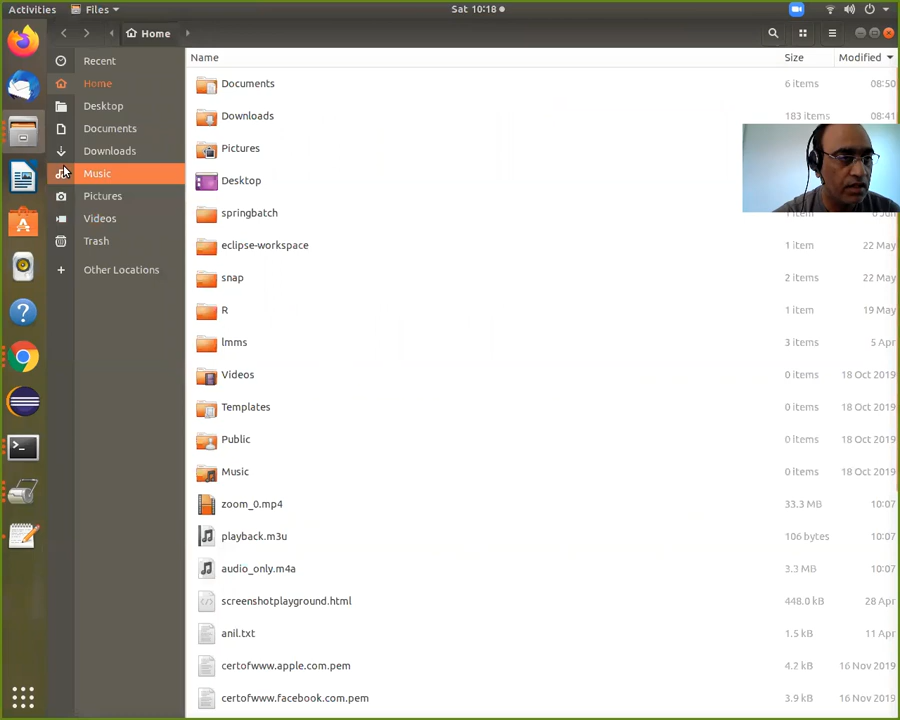 Activities Files Sat 10:18
Home
Recent
Home
Desktop
Documents
Downloads
Music
Pictures
Videos
Trash
Other Locations
Name Size Modified
Documents 6 items 08:50
Downloads 183 items 08:41
Pictures
Desktop
springbatch 1 item 6 Jun
eclipse-workspace 1 item 22 May
snap 2 items 22 May
R 1 item 19 May
lmms 3 items 5 Apr
Videos 0 items 18 Oct 2019
Templates 0 items 18 Oct 2019
Public 0 items 18 Oct 2019
Music 0 items 18 Oct 2019
zoom_0.mp4 33.3 MB 10:07
playback.m3u 106 bytes 10:07
audio_only.m4a 3.3 MB 10:07
screenshotplayground.html 448.0 kB 28 Apr
anil.txt 1.5 kB 11 Apr
certofwww.apple.com.pem 4.2 kB 16 Nov 2019
certofwww.facebook.com.pem 3.9 kB 16 Nov 2019